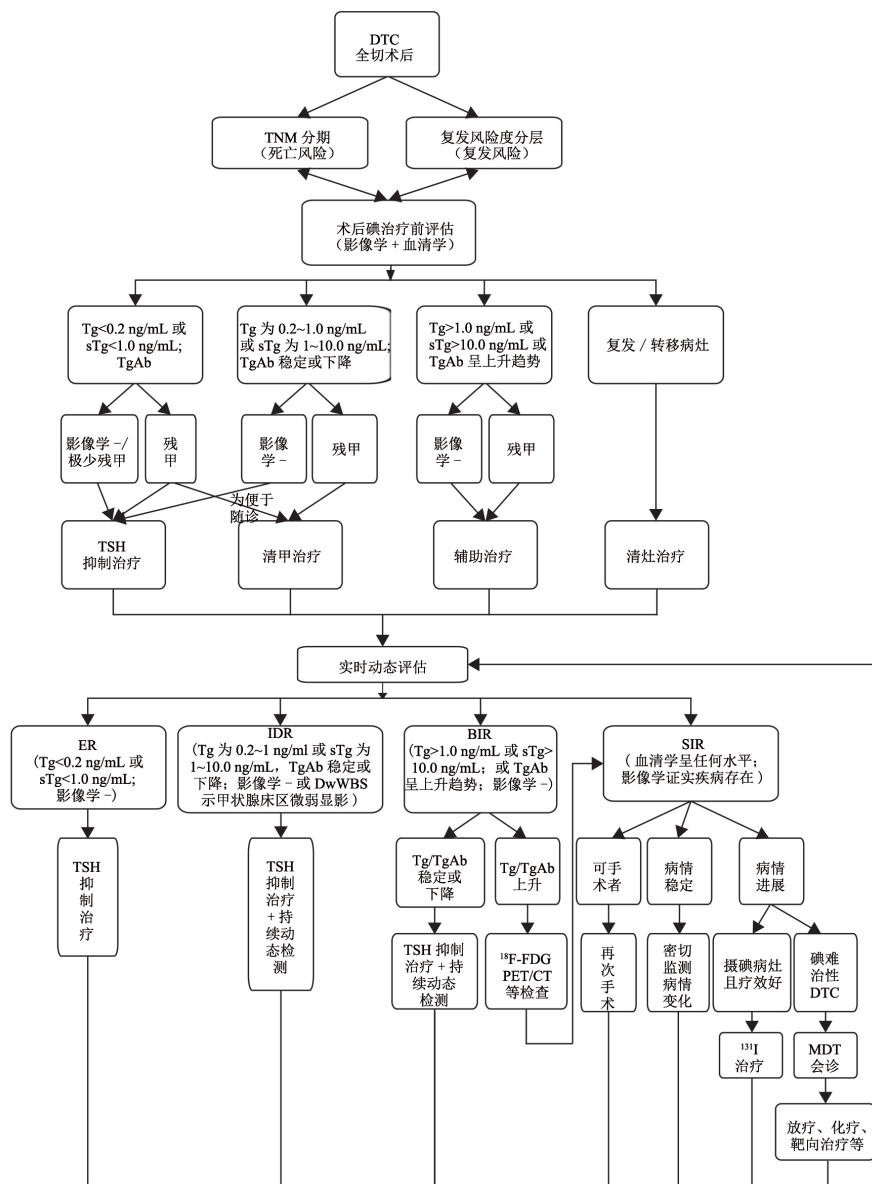 DTC
全切术后
TNM 分期
（死亡风险）
复发风险度分层
（复发风险）
术后碘治疗前评估
（影像学 + 血清学）
Tg<0.2 ng/mL 或
sTg<1.0 ng/mL;
TgAb
Tg 为 0.2~1.0 ng/mL
或 sTg 为 1~10.0 ng/mL;
TgAb 稳定或下降
Tg>1.0 ng/mL 或
sTg>10.0 ng/mL 或
TgAb 呈上升趋势
复发 / 转移病灶
影像学 -/
极少残甲
残
甲
影像
学 -
残甲
影像
学 -
残甲
为便于
随诊
TSH
抑制治疗
清甲治疗
辅助治疗
清灶治疗
实时动态评估
ER
（Tg<0.2 ng/mL 或
sTg<1.0 ng/mL;
影像学 -）
IDR
（Tg 为 0.2~1 ng/ml 或 sTg 为
1~10.0 ng/mL，TgAb 稳定或
下降；影像学 - 或 DwWBS
示甲状腺床区微弱显影）
BIR
（Tg>1.0 ng/mL 或 sTg>
10.0 ng/mL；或 TgAb
呈上升趋势；影像学 -）
SIR
（血清学呈任何水平；
影像学证实疾病存在）
TSH
抑
制
治
疗
TSH
抑制
治疗
+ 持
续动
态检
测
Tg/TgAb
稳定或
下降
Tg/TgAb
上升
可手
术者
病情
稳定
病情
进展
TSH 抑制
治疗 + 持
续动态
检测
¹⁸F-FDG
PET/CT
等检查
再
次
手
术
密切
监测
病情
变化
摄碘病灶
且疗效好
碘难
治性
DTC
¹³¹I
治疗
MDT
会诊
放疗、化疗、
靶向治疗等